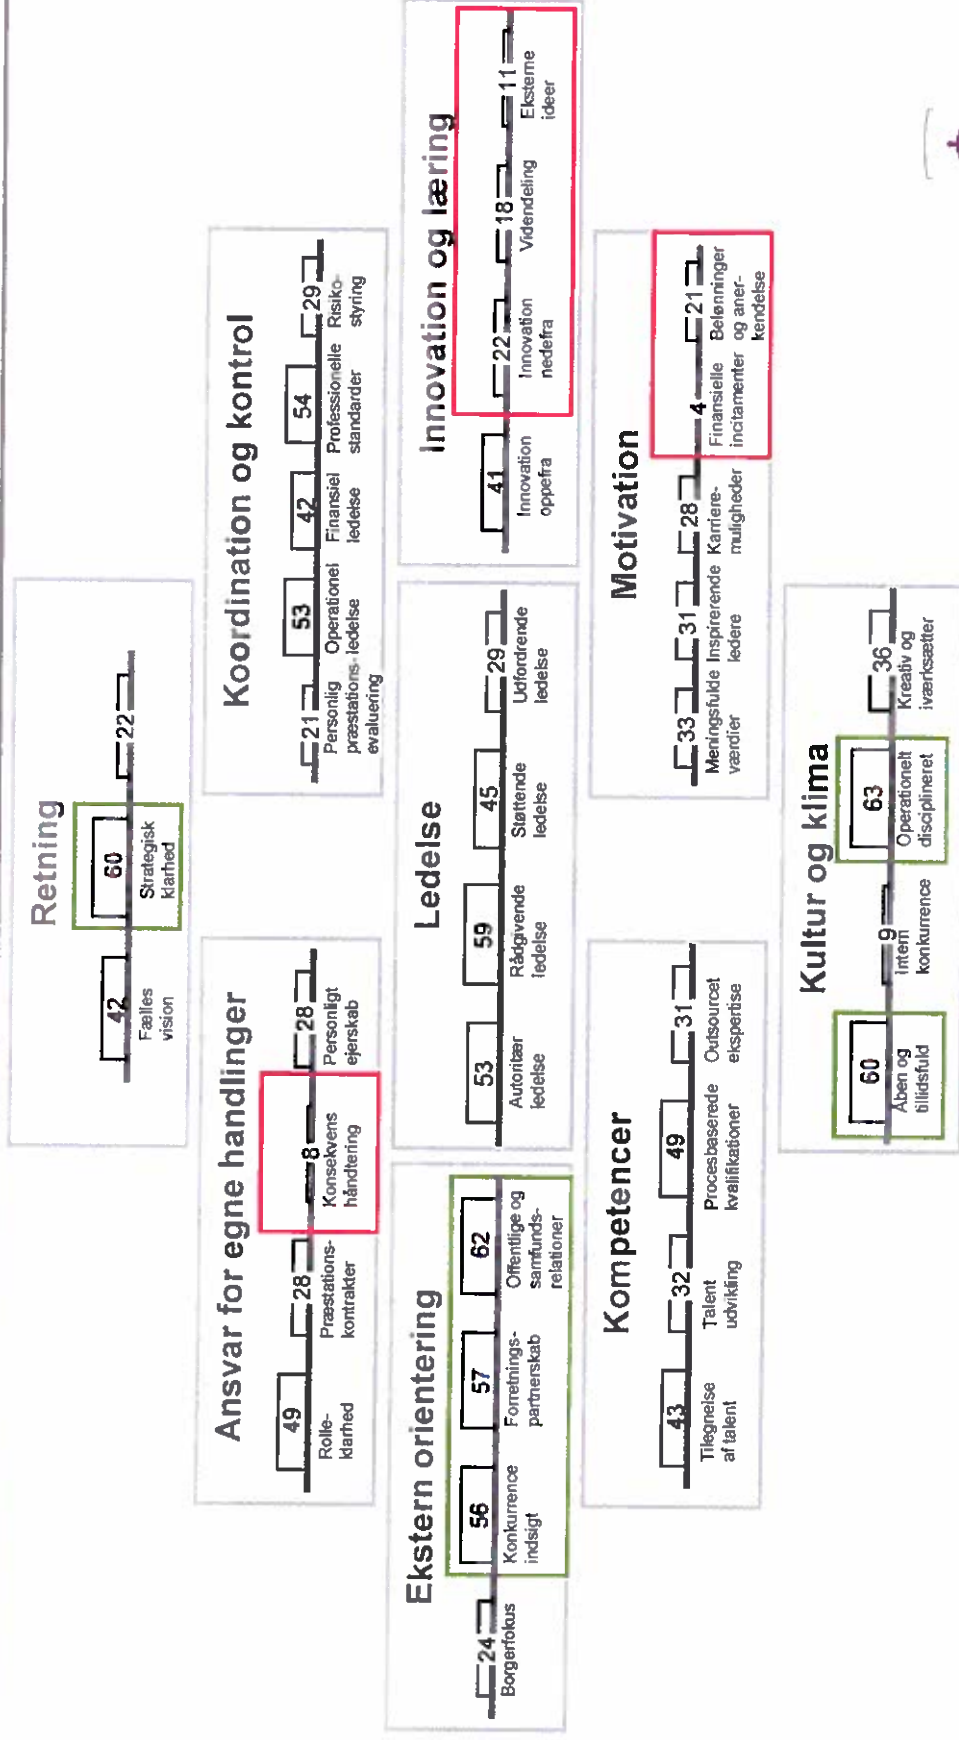 Retning
42
60
22
Fælles
vision
Strategisk
klarhed
Ansvar for egne handlinger
49
28
8
28
Rolle-
klarhed
Præstations-
kontrakter
Konsekvens
håndtering
Personligt
ejerskab
Koordination og kontrol
21
53
42
54
29
Personlig
præstations-
evaluering
Operationel
ledelse
Finansiel
ledelse
Professionelle
standarder
Risiko-
styring
Ekstern orientering
24
56
57
62
Borgerfokus
Konkurrence
indsigt
Forretnings-
partnerskab
Offentlige og
samfunds-
relationer
Ledelse
53
59
45
29
Autoritær
ledelse
Rådgivende
ledelse
Støttende
ledelse
Udfordrende
ledelse
Innovation og læring
41
22
18
11
Innovation
oppefra
Innovation
nedefra
Videndeling
Eksterne
ideer
Kompetencer
43
32
49
31
Tilegnelse
af talent
Talent
udvikling
Procesbaserede
kvalifikationer
Outsourcet
ekspertise
Motivation
33
31
28
4
21
Meningsfulde
værdier
Inspirerende
ledere
Karriere-
muligheder
Finansielle
incitamenter
Belønninger
og aner-
kendelse
Kultur og klima
60
9
63
36
Åben og
tillidsfuld
Intern
konkurrence
Operationelt
disciplineret
Kreativ og
iværksætter